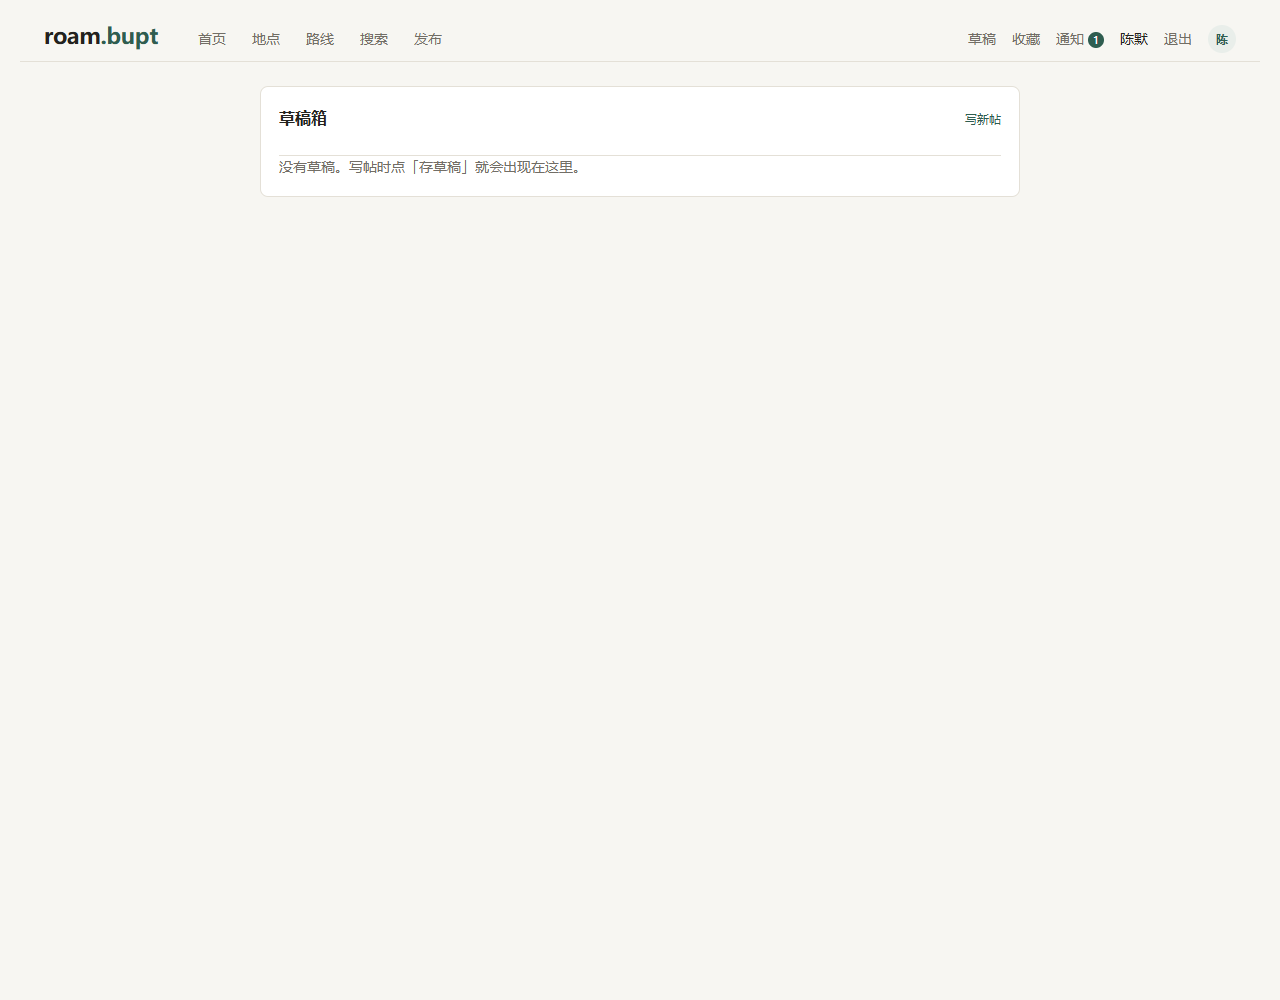 roam.bupt 首页 地点 路线 搜索 发布 草稿 收藏 通知 1 陈默 退出 陈
草稿箱 写新帖
没有草稿。写帖时点「存草稿」就会出现在这里。